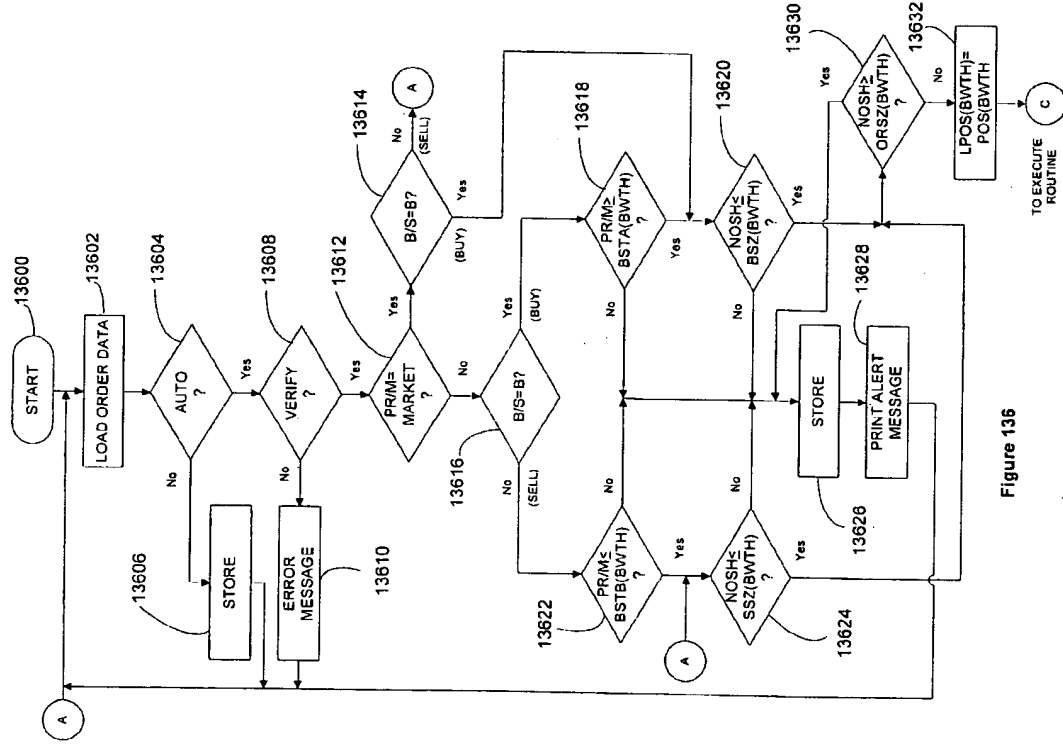 13600
START
13602
LOAD ORDER DATA
13604
AUTO
?
No
Yes
13606
STORE
13608
VERIFY
?
No
Yes
13610
ERROR
MESSAGE
A
13612
PR/M=
MARKET
?
Yes
No
13614
B/S=B?
No
(SELL)
A
Yes
(BUY)
13616
B/S=B?
No
(SELL)
Yes
(BUY)
13618
PR/M≥
BSTA(BWTH)
?
No
Yes
13620
NOSH≤
BSZ(BWTH)
?
No
Yes
13622
PR/M≤
BSTB(BWTH)
?
No
Yes
A
13624
NOSH≤
SSZ(BWTH)
?
No
Yes
13626
STORE
13628
PRINT ALERT
MESSAGE
13630
NOSH≥
ORSZ(BWTH)
?
Yes
No
13632
LPOS(BWTH)=
POS(BWTH
TO EXECUTE
ROUTINE
C
Figure 136